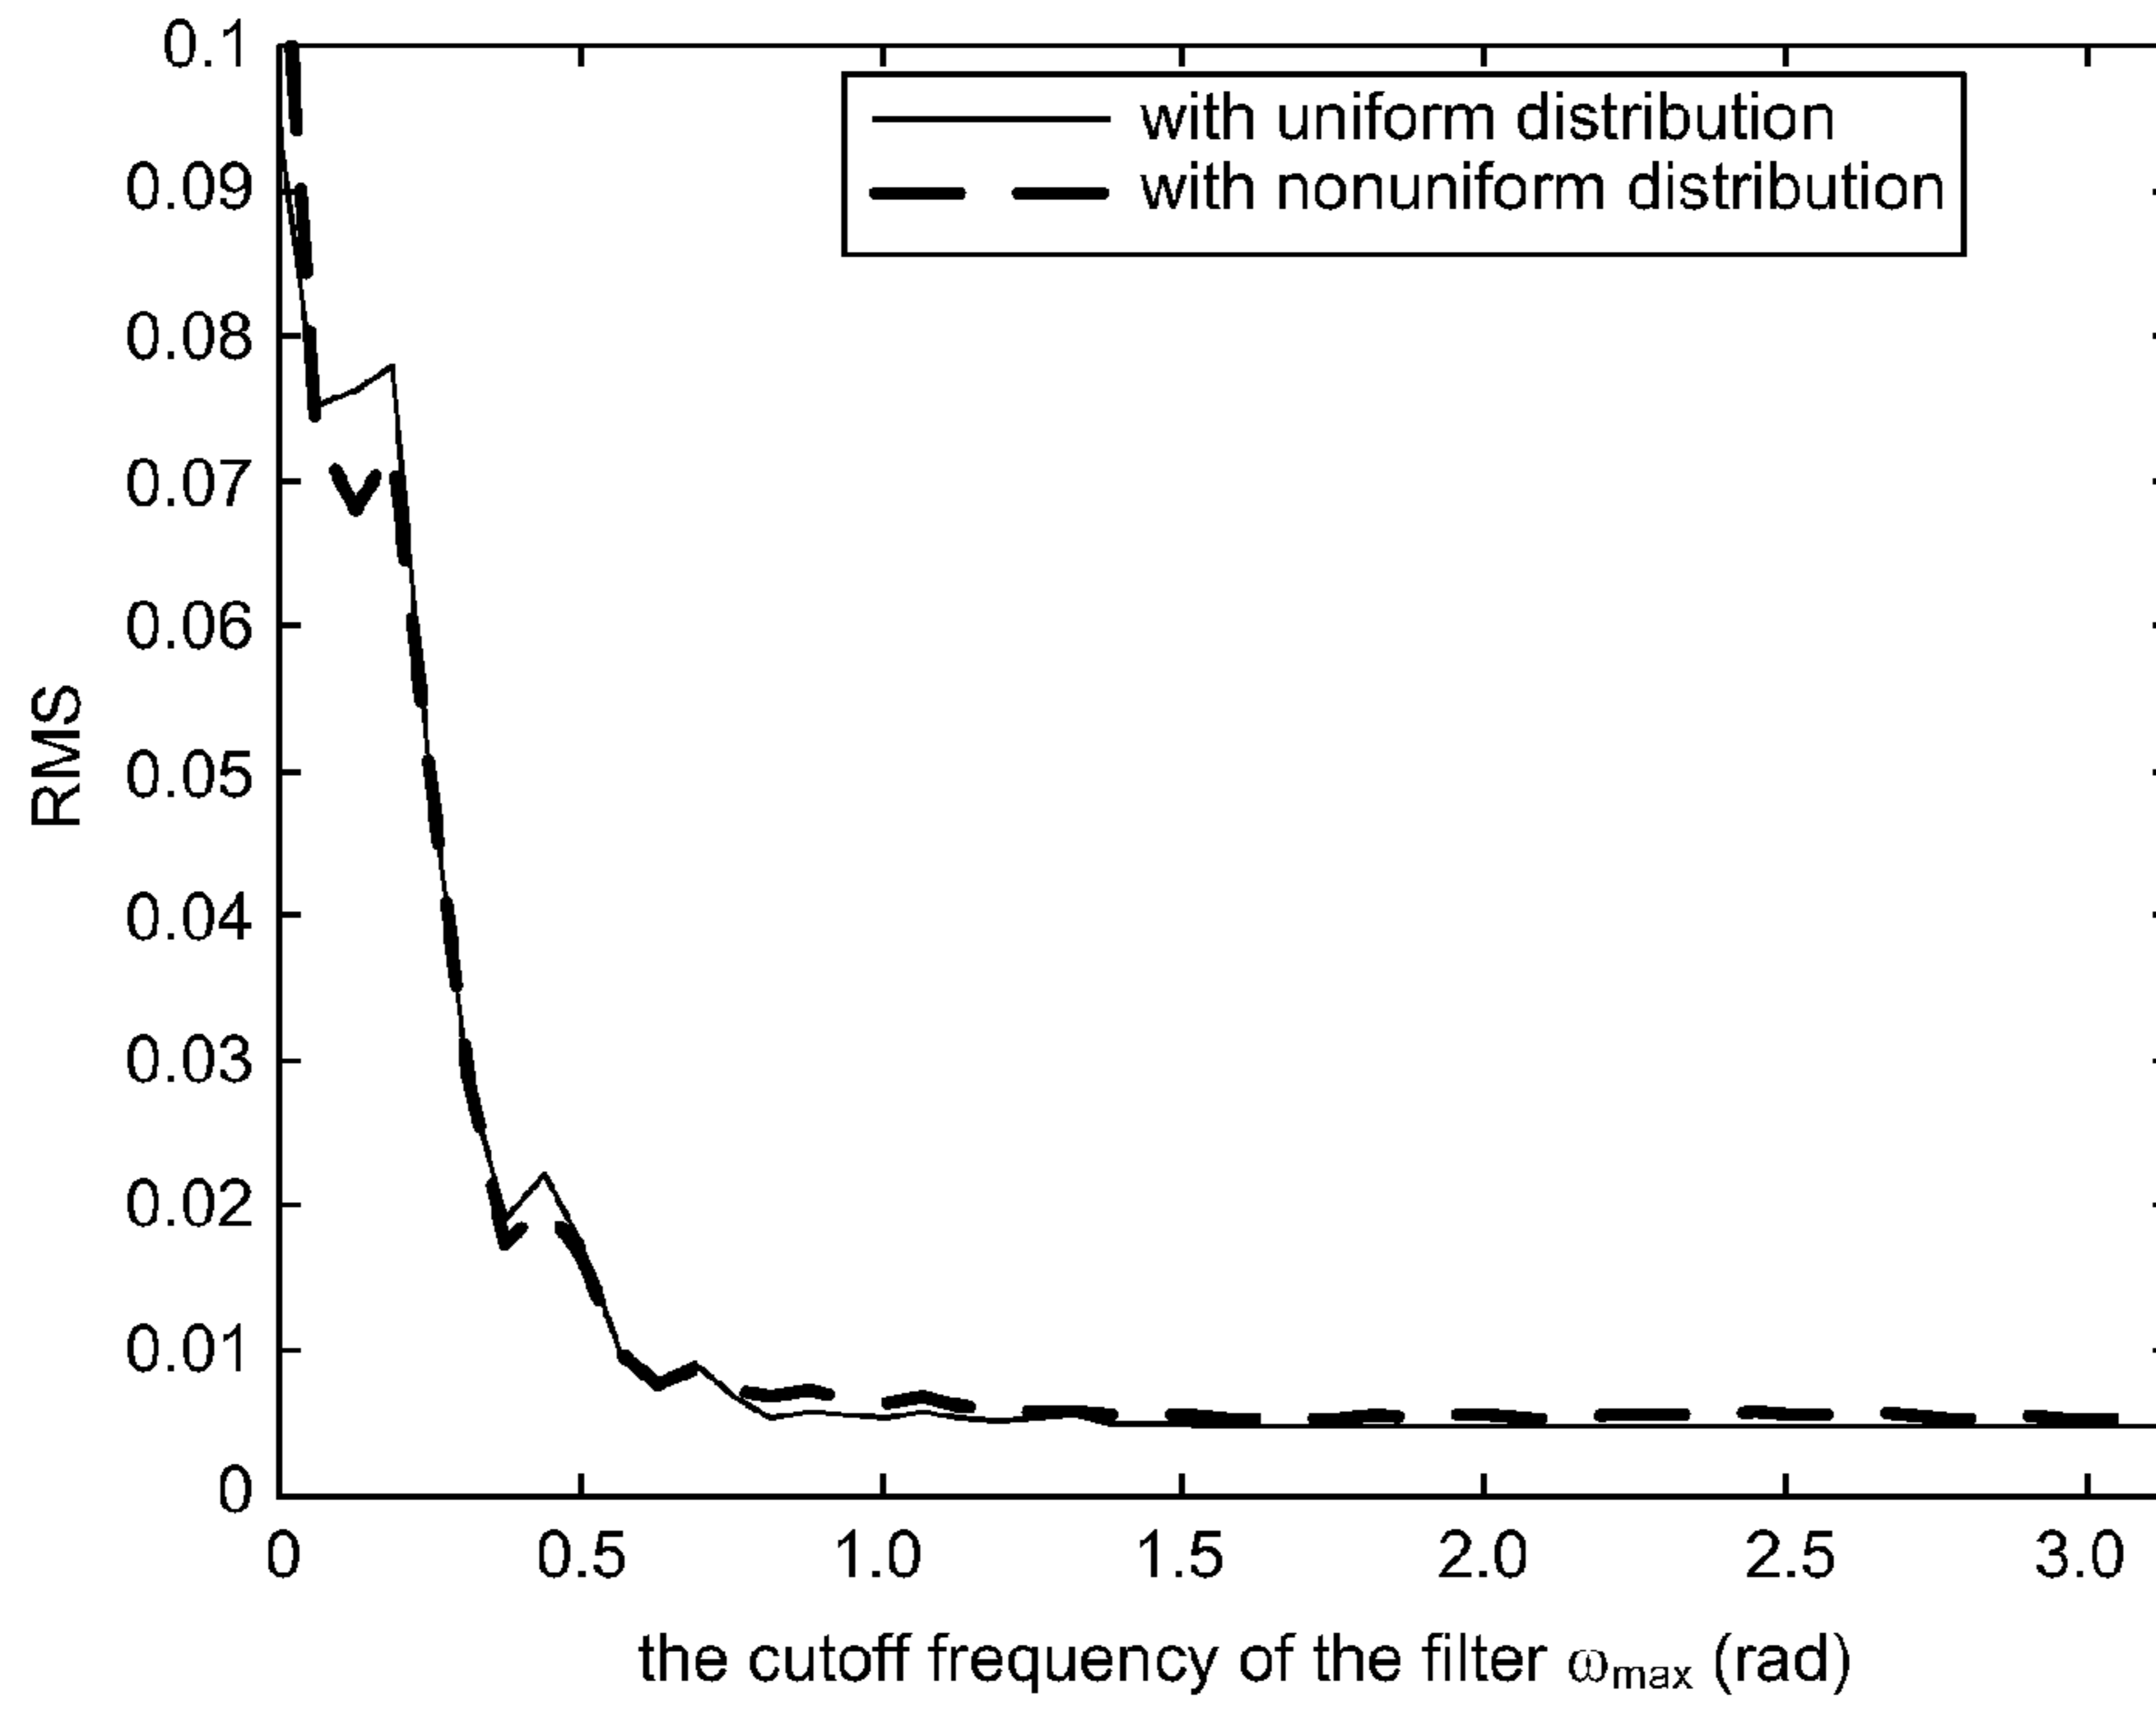 0.1
with uniform distribution
with nonuniform distribution
0.09
0.08
0.07
0.06
RMS
0.05
0.04
0.03
0.02
0.01
0
0 0.5 1.0 1.5 2.0 2.5 3.0
the cutoff frequency of the filter ωmax (rad)